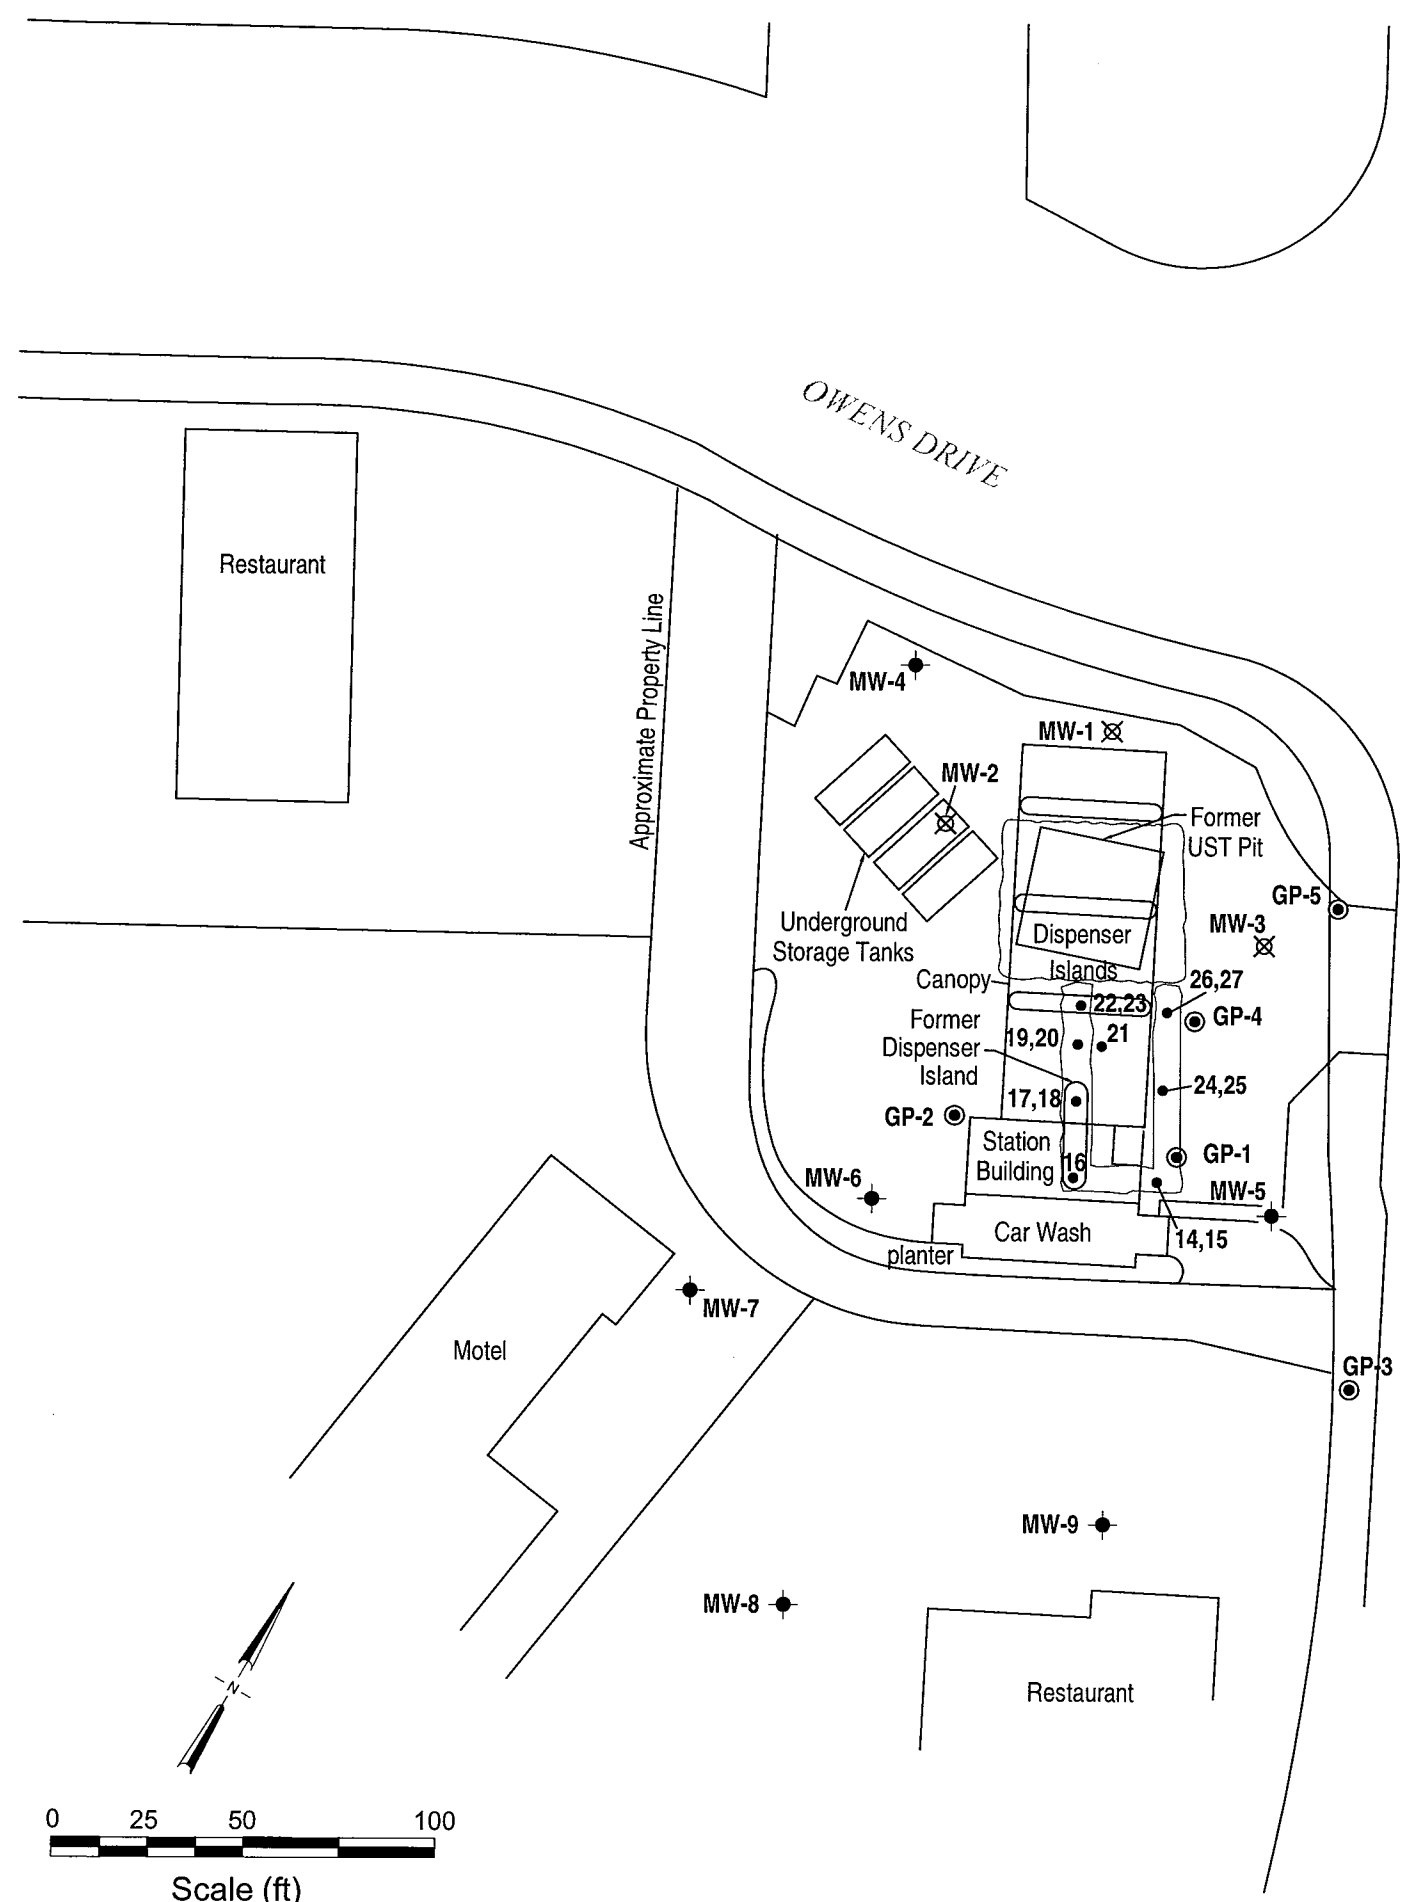 OWENS DRIVE
Restaurant
Approximate Property Line
MW-4
MW-1
MW-2
Former
UST Pit
GP-5
MW-3
Underground
Storage Tanks
Dispenser
Islands
Canopy
26,27
22,23
GP-4
Former
Dispenser
Island
19,20
21
24,25
17,18
GP-2
Station
Building
16
GP-1
MW-6
MW-5
Car Wash
14,15
planter
MW-7
Motel
GP-3
MW-9
MW-8
Restaurant
N
0 25 50 100
Scale (ft)